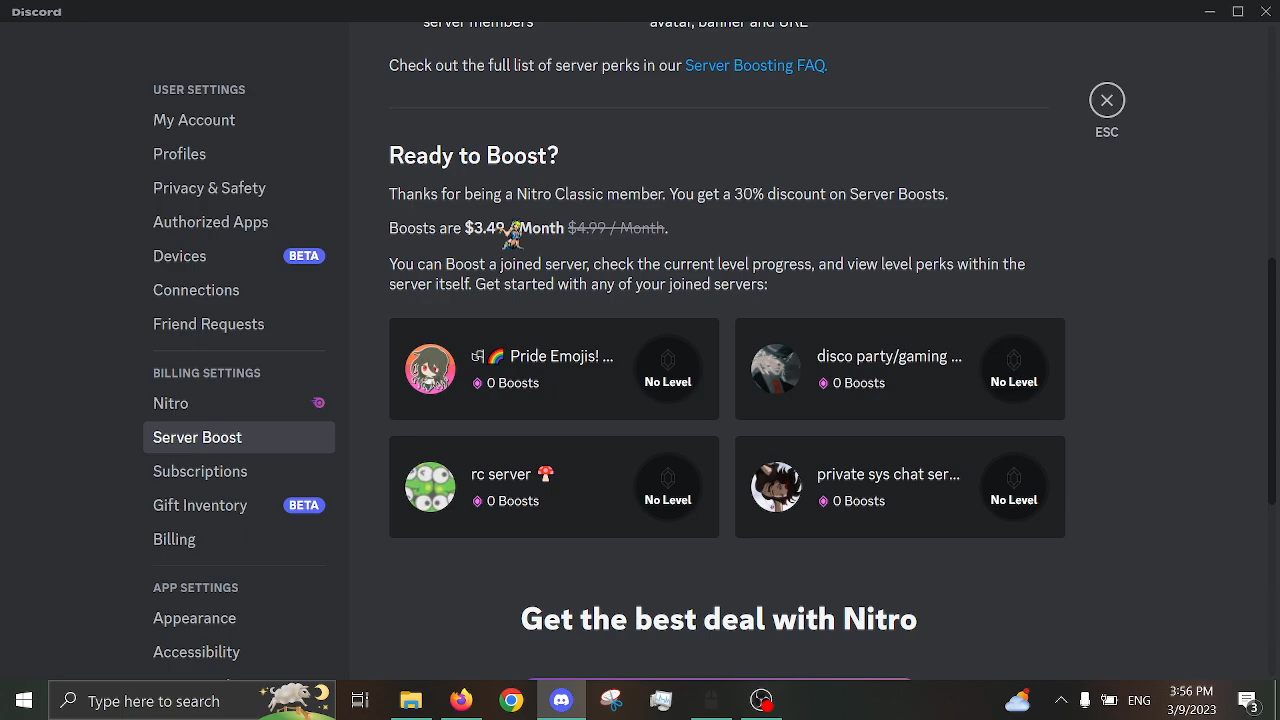 Discord
server members
avatar, banner and URL
Check out the full list of server perks in our Server Boosting FAQ.
ESC
USER SETTINGS
My Account
Profiles
Privacy & Safety
Authorized Apps
Devices BETA
Connections
Friend Requests
BILLING SETTINGS
Nitro
Server Boost
Subscriptions
Gift Inventory BETA
Billing
APP SETTINGS
Appearance
Accessibility
Ready to Boost?
Thanks for being a Nitro Classic member. You get a 30% discount on Server Boosts.
Boosts are $3.49 / Month $4.99 / Month.
You can Boost a joined server, check the current level progress, and view level perks within the
server itself. Get started with any of your joined servers:
Pride Emojis! ...
0 Boosts
No Level
disco party/gaming ...
0 Boosts
No Level
rc server 🍄
0 Boosts
No Level
private sys chat ser...
0 Boosts
No Level
Get the best deal with Nitro
Type here to search
ENG
3:56 PM
3/9/2023
3